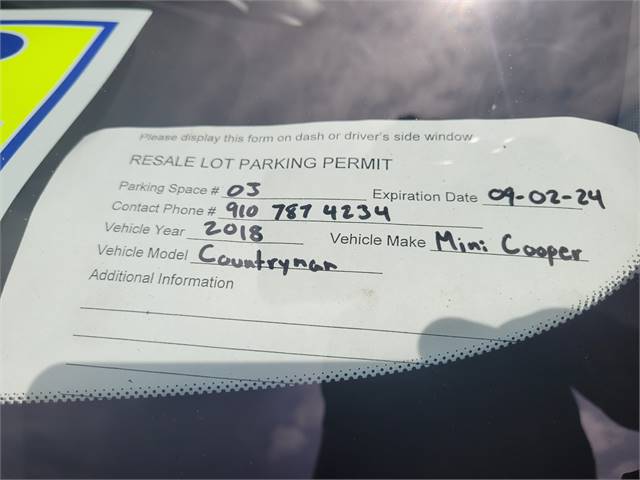 Please display this form on dash or driver's side window
RESALE LOT PARKING PERMIT
Parking Space # 03 Expiration Date 09-02-24
Contact Phone # 910 787 4234
Vehicle Year 2018 Vehicle Make Mini Cooper
Vehicle Model Countryman
Additional Information